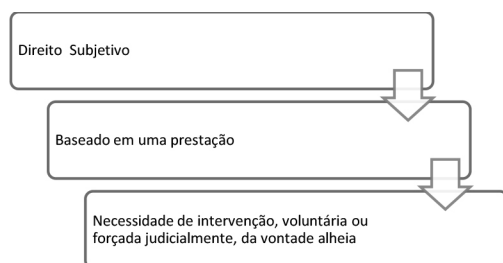 Direito Subjetivo
Baseado em uma prestação
Necessidade de intervenção, voluntária ou
forçada judicialmente, da vontade alheia